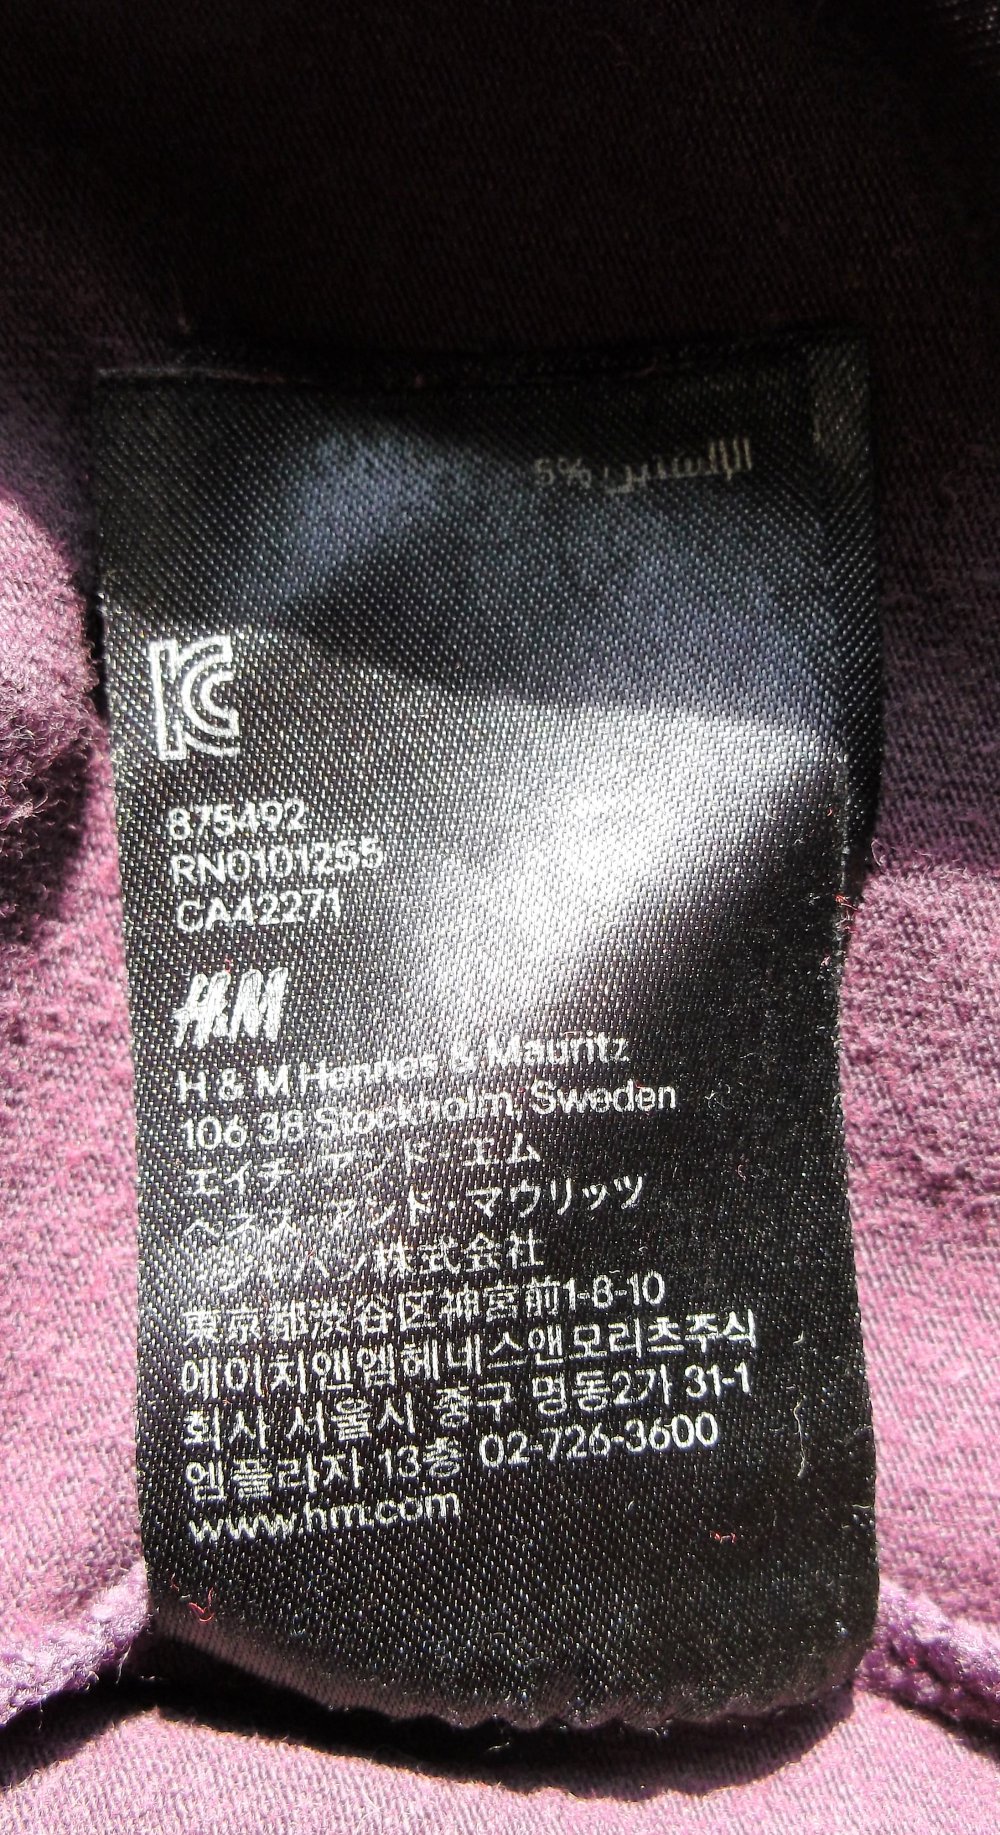 5%
KC
875492
RN0101255
CA42271
H&M
H & M Hennes & Mauritz
106 38 Stockholm, Sweden
エイチ・アンド・エム
ヘネス・アンド・マウリッツ
・ジャパン株式会社
東京都渋谷区神宮前1-8-10
에이치앤엠헤네스앤모리츠주식
회사 서울시 중구 명동2가 31-1
엠플라자 13층 02-726-3600
www.hm.com